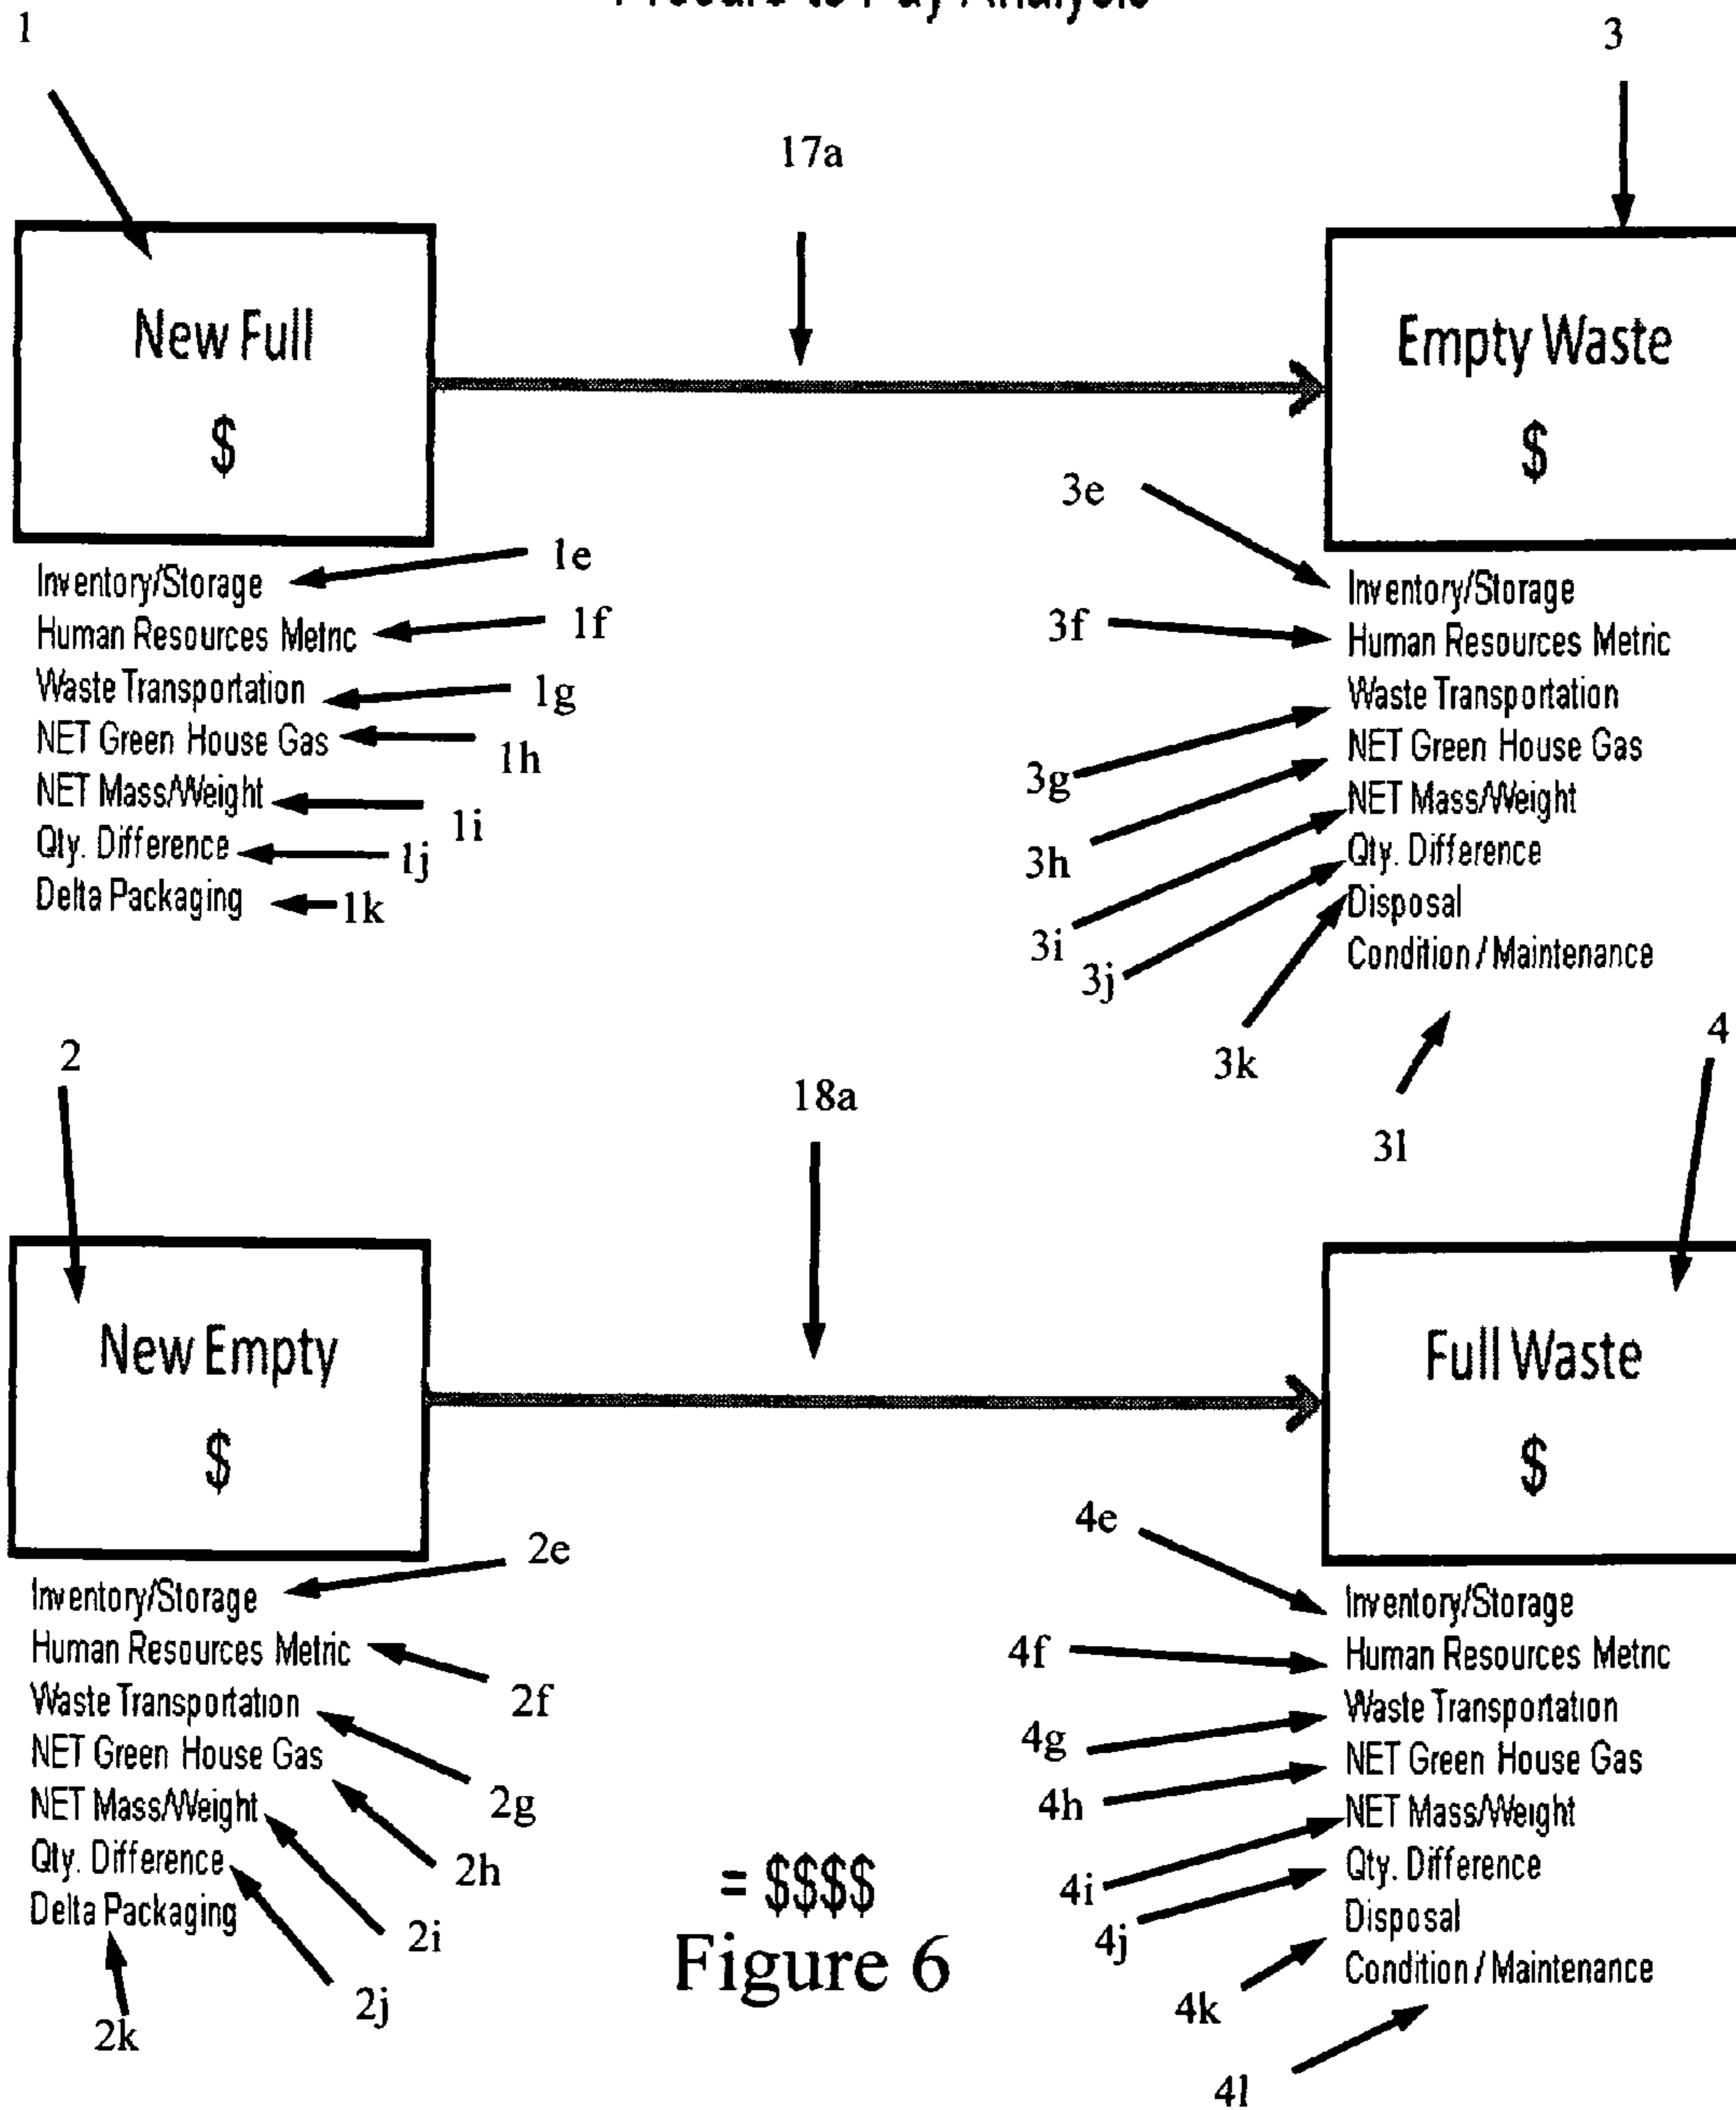 Procure to Pay Analysis
1
3
17a
New Full
$
Empty Waste
$
3e
1e
Inventory/Storage
Human Resources Metric
1f
Waste Transportation
1g
NET Green House Gas
1h
NET Mass/Weight
1i
Qty. Difference
1j
Delta Packaging
1k
Inventory/Storage
3f
Human Resources Metric
Waste Transportation
3g
NET Green House Gas
3h
NET Mass/Weight
3i
Qty. Difference
3j
Disposal
3k
Condition / Maintenance
3l
2
4
18a
New Empty
$
Full Waste
$
2e
Inventory/Storage
Human Resources Metric
2f
Waste Transportation
2g
NET Green House Gas
2h
NET Mass/Weight
2i
Qty. Difference
2j
Delta Packaging
2k
4e
Inventory/Storage
4f
Human Resources Metric
Waste Transportation
4g
NET Green House Gas
4h
NET Mass/Weight
4i
Qty. Difference
4j
Disposal
4k
Condition / Maintenance
4l
= $$$$
Figure 6